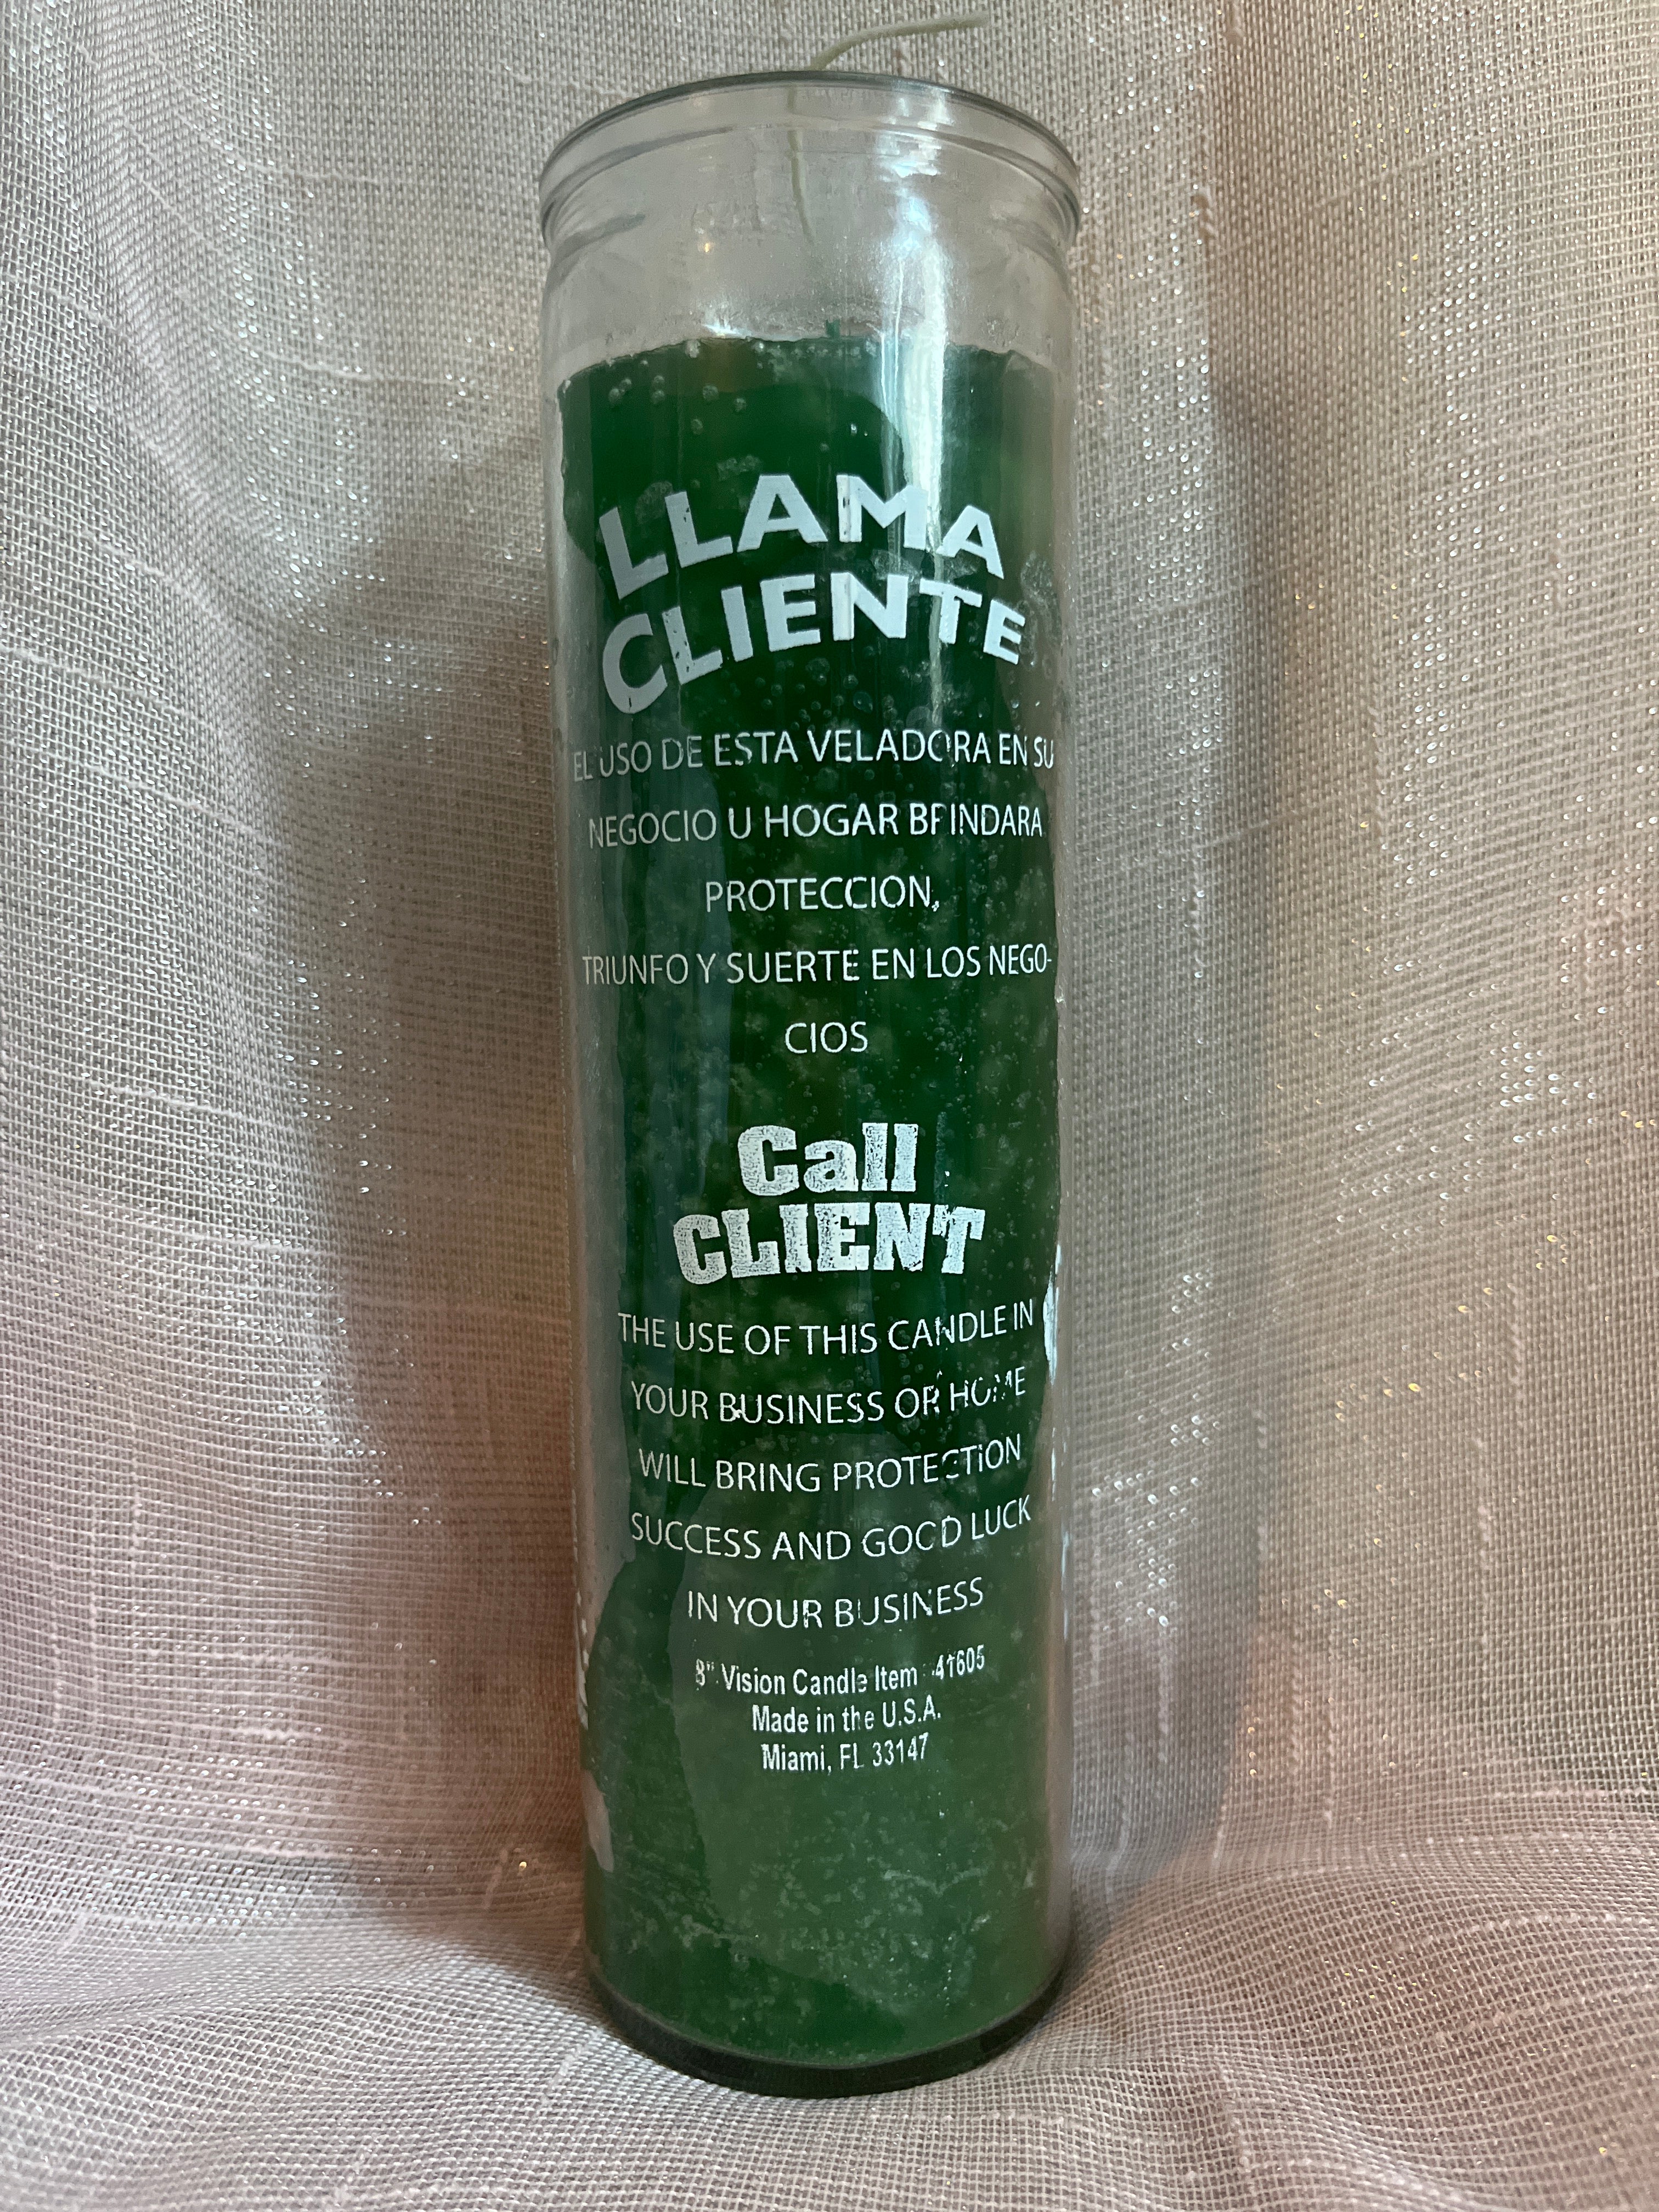 LLAMA
CLIENTE
EL USO DE ESTA VELADORA EN SU
NEGOCIO U HOGAR BRINDARA
PROTECCION,
TRIUNFO Y SUERTE EN LOS NEGO-
CIOS
Call
CLIENT
THE USE OF THIS CANDLE IN
YOUR BUSINESS OR HOME
WILL BRING PROTECTION
SUCCESS AND GOOD LUCK
IN YOUR BUSINESS
8" Vision Candle Item 41605
Made in the U.S.A.
Miami, FL 33147